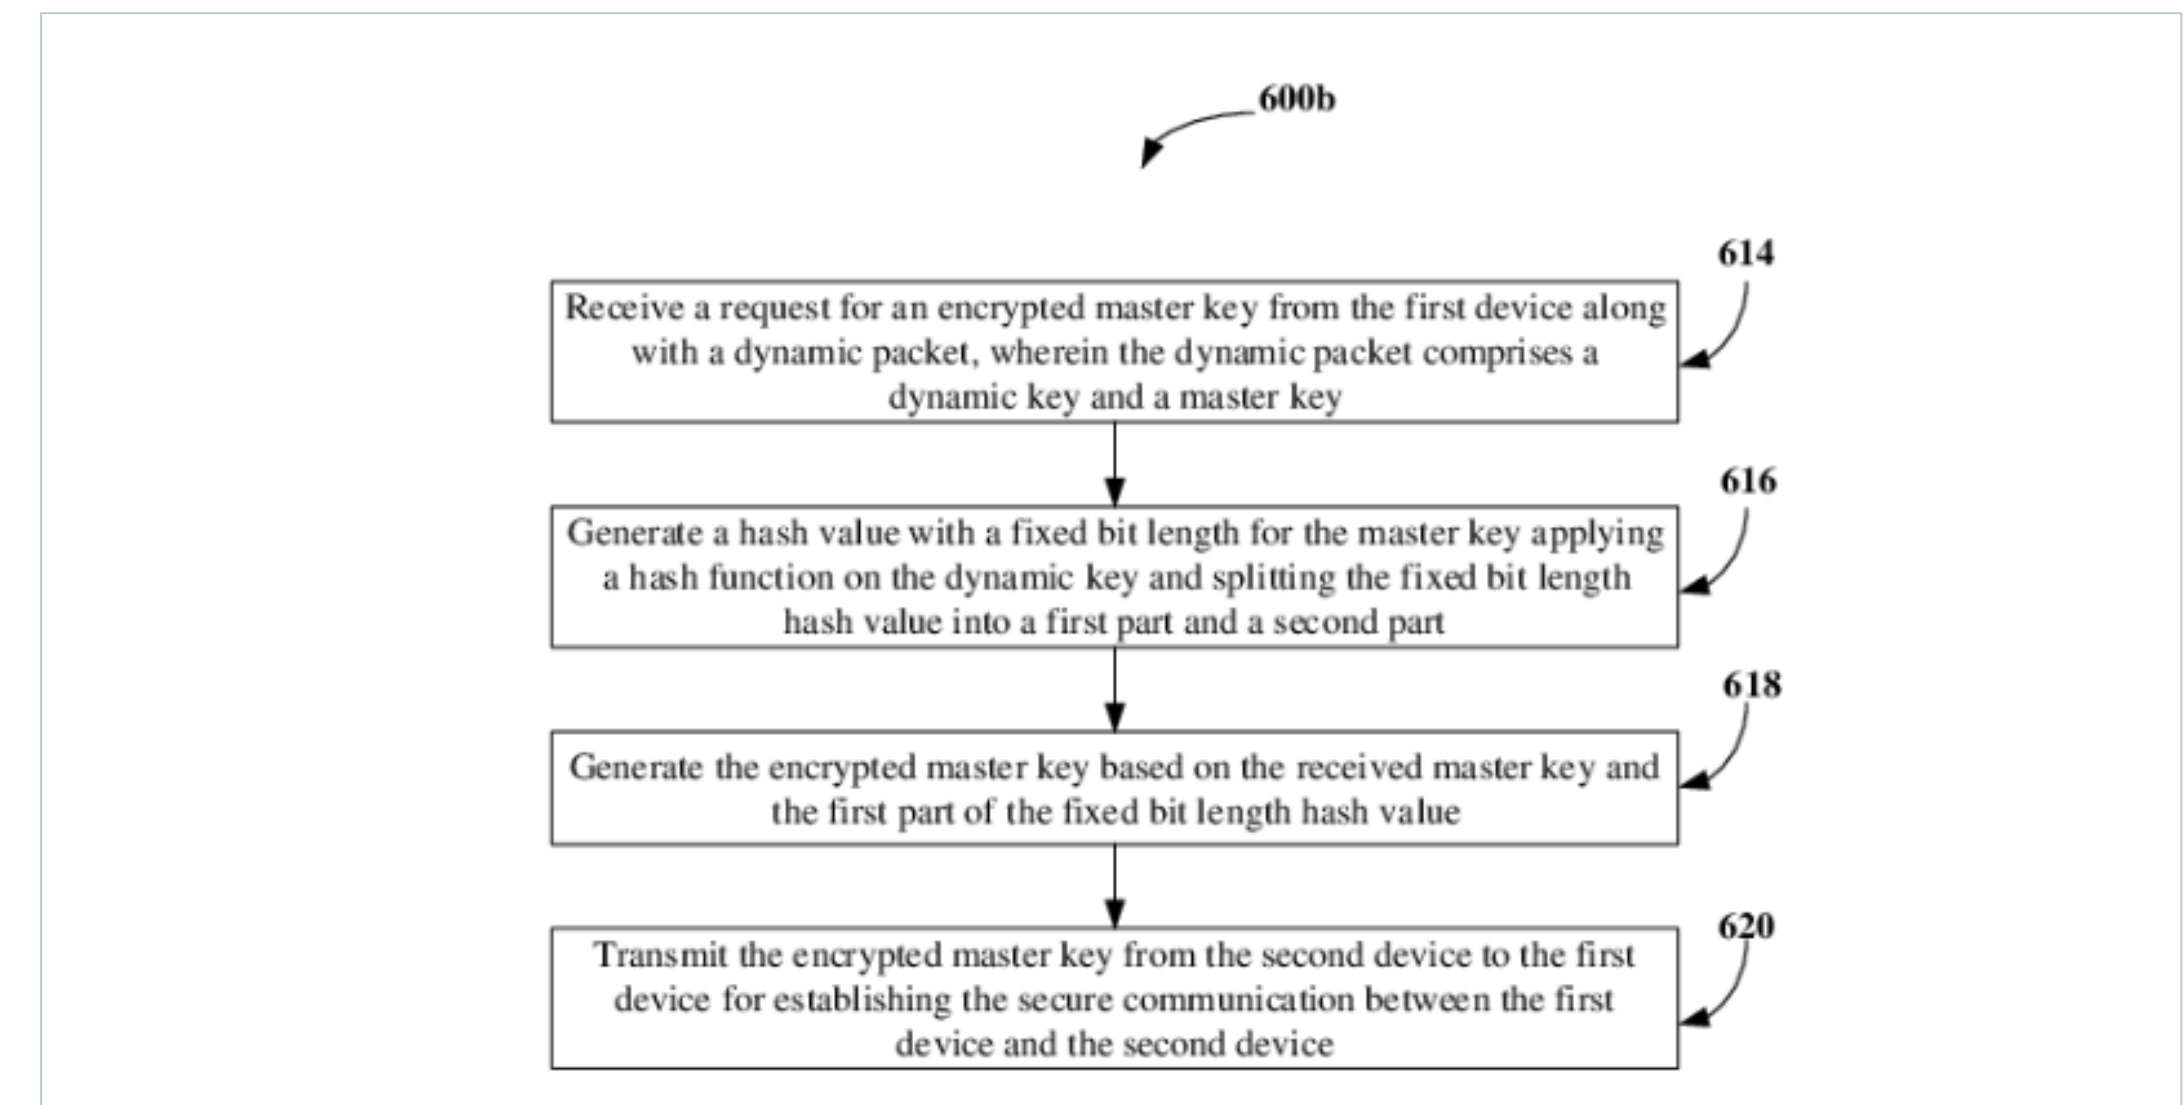 600b
614
Receive a request for an encrypted master key from the first device along
with a dynamic packet, wherein the dynamic packet comprises a
dynamic key and a master key
616
Generate a hash value with a fixed bit length for the master key applying
a hash function on the dynamic key and splitting the fixed bit length
hash value into a first part and a second part
618
Generate the encrypted master key based on the received master key and
the first part of the fixed bit length hash value
620
Transmit the encrypted master key from the second device to the first
device for establishing the secure communication between the first
device and the second device